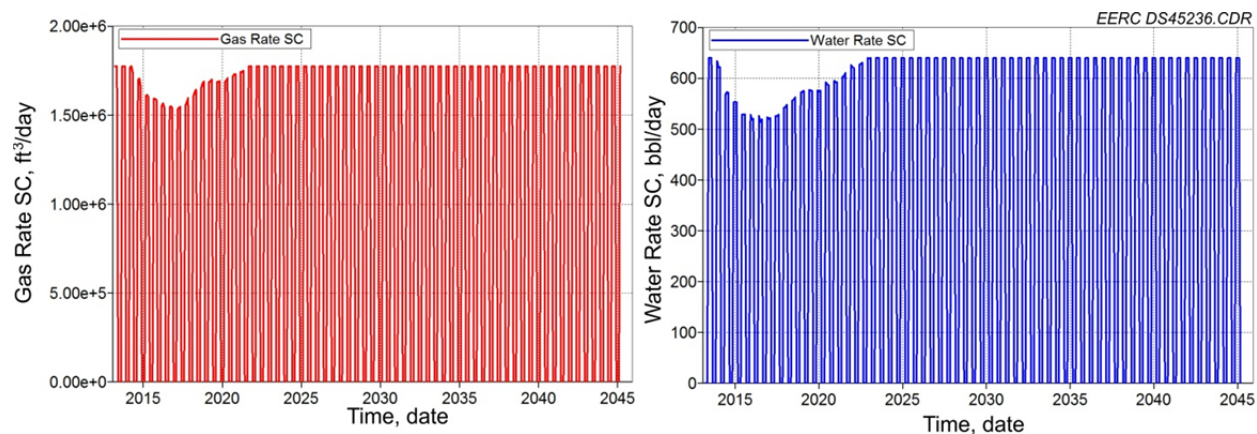 EERC DS45236.CDR
Gas Rate SC
Gas Rate SC, ft³/day
2.00e+6
1.50e+6
1.00e+6
5.00e+5
0.00e+0
2015 2020 2025 2030 2035 2040 2045
Time, date
Water Rate SC
Water Rate SC, bbl/day
700
600
500
400
300
200
100
0
2015 2020 2025 2030 2035 2040 2045
Time, date